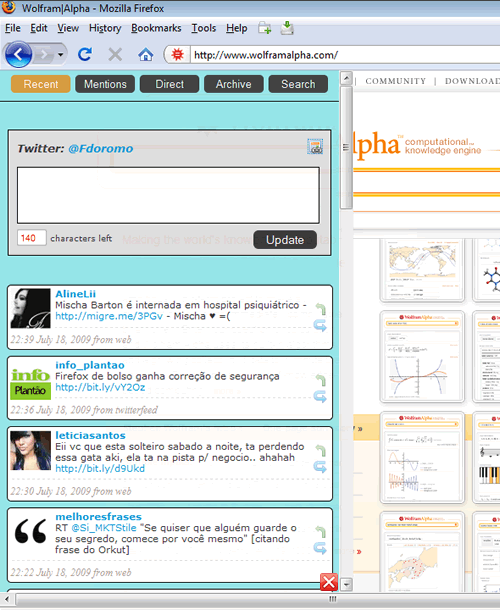 Wolfram|Alpha - Mozilla Firefox
File Edit View History Bookmarks Tools Help
http://www.wolframalpha.com/
Recent Mentions Direct Archive Search
| COMMUNITY | DOWNLOAD
lpha™ computational...
knowledge engine
Twitter: @Fdoromo
140 characters left Update
AlineLii
Mischa Barton é internada em hospital psiquiátrico -
http://migre.me/3PGv - Mischa ♥ =(
22:39 July 18, 2009 from web
info_plantao
info
Plantão
Firefox de bolso ganha correção de segurança
http://bit.ly/vY2Oz
22:36 July 18, 2009 from twitterfeed
leticiasantos
Eii vc que esta solteiro sabado a noite, ta perdendo
essa gata aki, ela ta na pista p/ negocio.. ahahah
http://bit.ly/d9Ukd
22:30 July 18, 2009 from web
melhoresfrases
RT @Si_MKTStile "Se quiser que alguém guarde o
seu segredo, comece por você mesmo" [citando
frase do Orkut]
22:22 July 18, 2009 from web